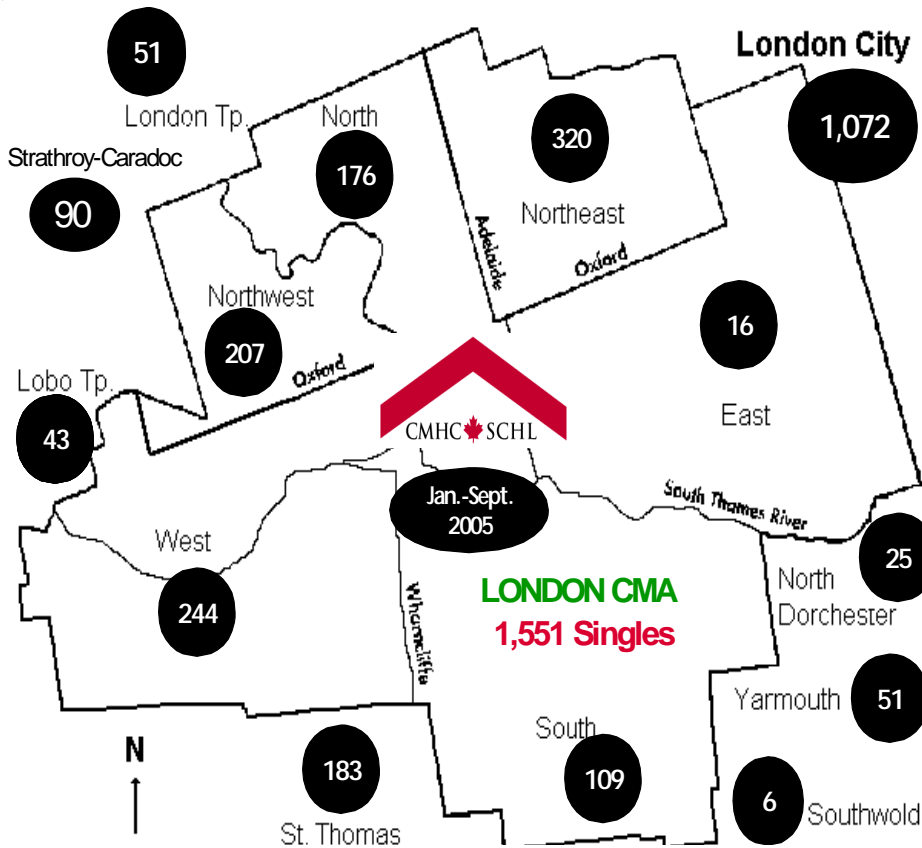 51
London Tp.
North
176
London City
1,072
320
Northeast
Strathroy-Caradoc
90
Adelaide
Oxford
Northwest
207
Oxford
16
East
Lobo Tp.
43
CMHC SCHL
Jan.-Sept.
2005
South Thames River
West
244
Wharncliffe
LONDON CMA
1,551 Singles
25
North
Dorchester
Yarmouth
51
South
109
N
183
St. Thomas
6
Southwold